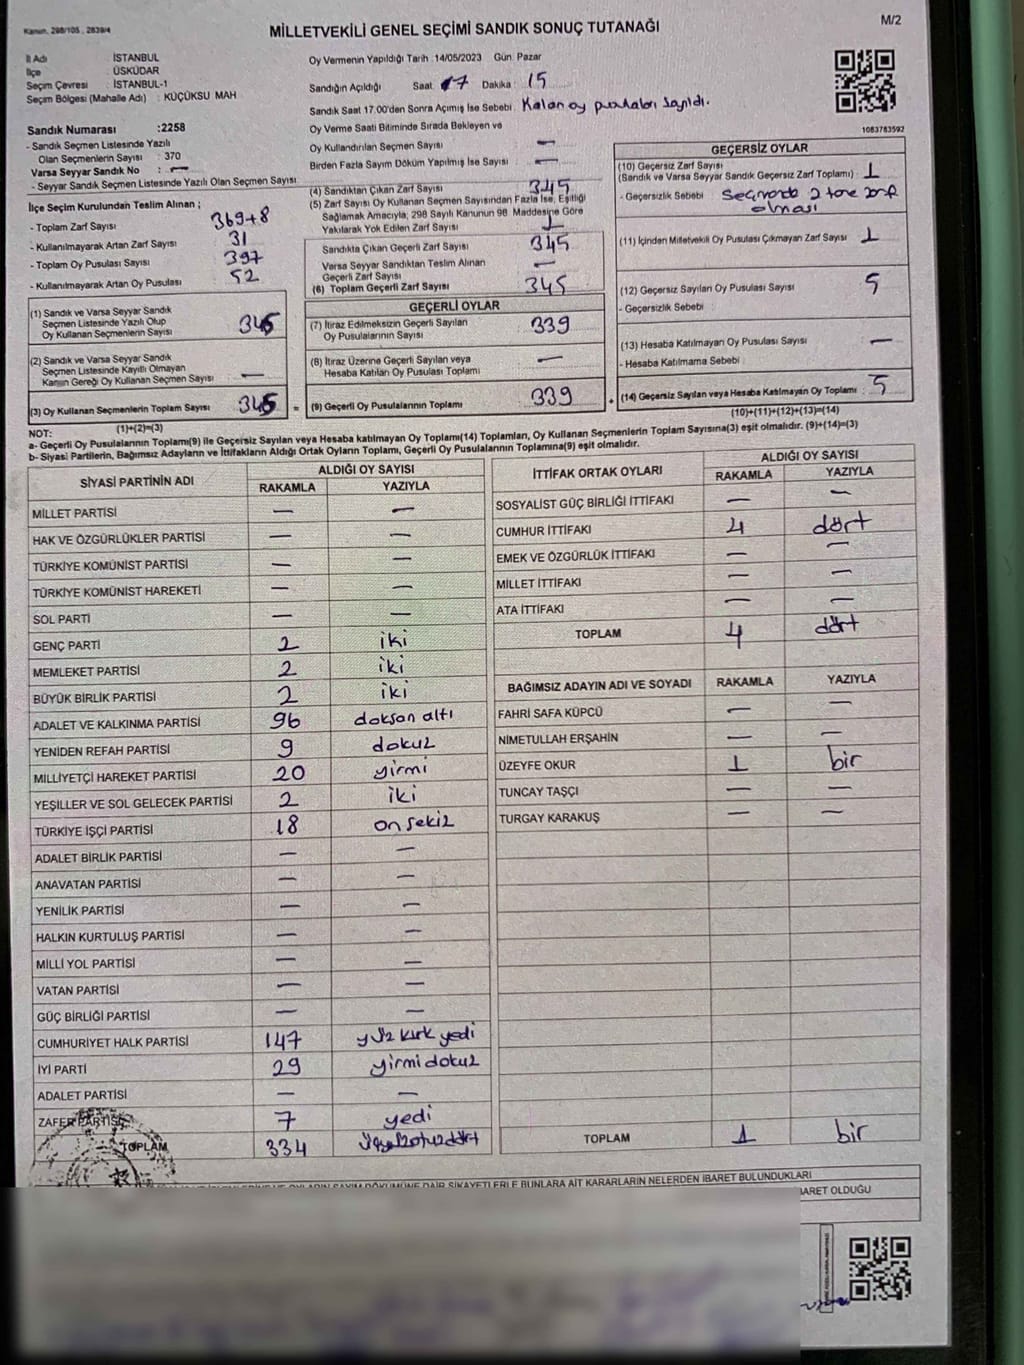 Kanun, 298/105, 2839/4
MİLLETVEKİLİ GENEL SEÇİMİ SANDIK SONUÇ TUTANAĞI
M/2
İl Adı İSTANBUL
İlçe : ÜSKÜDAR
Seçim Çevresi : İSTANBUL-1
Seçim Bölgesi (Mahalle Adı) : KÜÇÜKSU MAH
Oy Vermenin Yapıldığı Tarih :14/05/2023 Gün: Pazar
Sandığın Açıldığı Saat: 17 Dakika: 15
Sandık Saat 17.00'den Sonra Açımış İse Sebebi: Kalan oy pusulaları sayıldı.
Sandık Numarası :2258
- Sandık Seçmen Listesinde Yazılı
Olan Seçmenlerin Sayısı : 370
Varsa Seyyar Sandık No : —
- Seyyar Sandık Seçmen Listesinde Yazılı Olan Seçmen Sayısı
Oy Verme Saati Bitiminde Sırada Bekleyen ve
Oy Kullandırılan Seçmen Sayısı —
Birden Fazla Sayım Döküm Yapılmış İse Sayısı —
1083783592
İlçe Seçim Kurulundan Teslim Alınan ;
- Toplam Zarf Sayısı 369+8
- Kullanılmayarak Artan Zarf Sayısı 31
- Toplam Oy Pusulası Sayısı 397
- Kullanılmayarak Artan Oy Pusulası 52
(1) Sandık ve Varsa Seyyar Sandık
Seçmen Listesinde Yazılı Olup
Oy Kullanan Seçmenlerin Sayısı 345
(2) Sandık ve Varsa Seyyar Sandık
Seçmen Listesinde Kayıtlı Olmayan
Kanun Gereği Oy Kullanan Seçmen Sayısı —
(3) Oy Kullanan Seçmenlerin Toplam Sayısı 345 =
(1)+(2)=(3)
(4) Sandıktan Çıkan Zarf Sayısı 345
(5) Zarf Sayısı Oy Kullanan Seçmen Sayısından Fazla İse, Eşitliği
Sağlamak Amacıyla, 298 Sayılı Kanunun 98. Maddesine Göre
Yakılarak Yok Edilen Zarf Sayısı 1
Sandıkta Çıkan Geçerli Zarf Sayısı 345
Varsa Seyyar Sandıktan Teslim Alınan
Geçerli Zarf Sayısı —
(6) Toplam Geçerli Zarf Sayısı 345
GEÇERLİ OYLAR
(7) İtiraz Edilmeksizin Geçerli Sayılan
Oy Pusulalarının Sayısı 339
(8) İtiraz Üzerine Geçerli Sayılan veya
Hesaba Katılan Oy Pusulası Toplamı —
(9) Geçerli Oy Pusulalarının Toplamı 339 +
GEÇERSİZ OYLAR
(10) Geçersiz Zarf Sayısı
(Sandık ve Varsa Seyyar Sandık Geçersiz Zarf Toplamı) : 1
- Geçersizlik Sebebi Seçmende 2 tane zarf
olması
(11) İçinden Milletvekili Oy Pusulası Çıkmayan Zarf Sayısı 1
(12) Geçersiz Sayılan Oy Pusulası Sayısı 5
- Geçersizlik Sebebi :
(13) Hesaba Katılmayan Oy Pusulası Sayısı —
- Hesaba Katılmama Sebebi :
(14) Geçersiz Sayılan veya Hesaba Katılmayan Oy Toplamı : 5
(10)+(11)+(12)+(13)=(14)
NOT:
a- Geçerli Oy Pusulalarının Toplamı(9) ile Geçersiz Sayılan veya Hesaba katılmayan Oy Toplamı(14) Toplamları, Oy Kullanan Seçmenlerin Toplam Sayısına(3) eşit olmalıdır. (9)+(14)=(3)
b- Siyasi Partilerin, Bağımsız Adayların ve İttifakların Aldığı Ortak Oyların Toplamı, Geçerli Oy Pusulalarının Toplamına(9) eşit olmalıdır.
SİYASİ PARTİNİN ADI ALDIĞI OY SAYISI
RAKAMLA YAZIYLA
MİLLET PARTİSİ — —
HAK VE ÖZGÜRLÜKLER PARTİSİ — —
TÜRKİYE KOMÜNİST PARTİSİ — —
TÜRKİYE KOMÜNİST HAREKETİ — —
SOL PARTİ — —
GENÇ PARTİ 2 iki
MEMLEKET PARTİSİ 2 iki
BÜYÜK BİRLİK PARTİSİ 2 iki
ADALET VE KALKINMA PARTİSİ 96 doksan altı
YENİDEN REFAH PARTİSİ 9 dokuz
MİLLİYETÇİ HAREKET PARTİSİ 20 yirmi
YEŞİLLER VE SOL GELECEK PARTİSİ 2 iki
TÜRKİYE İŞÇİ PARTİSİ 18 on sekiz
ADALET BİRLİK PARTİSİ — —
ANAVATAN PARTİSİ — —
YENİLİK PARTİSİ — —
HALKIN KURTULUŞ PARTİSİ — —
MİLLİ YOL PARTİSİ — —
VATAN PARTİSİ — —
GÜÇ BİRLİĞİ PARTİSİ — —
CUMHURİYET HALK PARTİSİ 147 yüz kırk yedi
İYİ PARTİ 29 yirmi dokuz
ADALET PARTİSİ — —
ZAFER PARTİSİ 7 yedi
TOPLAM 334 üçyüzotuzdört
İTTİFAK ORTAK OYLARI ALDIĞI OY SAYISI
RAKAMLA YAZIYLA
SOSYALİST GÜÇ BİRLİĞİ İTTİFAKI — —
CUMHUR İTTİFAKI 4 dört
EMEK VE ÖZGÜRLÜK İTTİFAKI — —
MİLLET İTTİFAKI — —
ATA İTTİFAKI — —
TOPLAM 4 dört
BAĞIMSIZ ADAYIN ADI VE SOYADI RAKAMLA YAZIYLA
FAHRİ SAFA KÜPCÜ — —
NİMETULLAH ERŞAHİN — —
ÜZEYFE OKUR 1 bir
TUNCAY TAŞÇI — —
TURGAY KARAKUŞ — —
TOPLAM 1 bir
OYLARIN SAYIM DÖKÜMÜNE DAİR ŞİKAYETLERLE BUNLARA AİT KARARLARIN NELERDEN İBARET BULUNDUKLARI
İBARET OLDUĞU